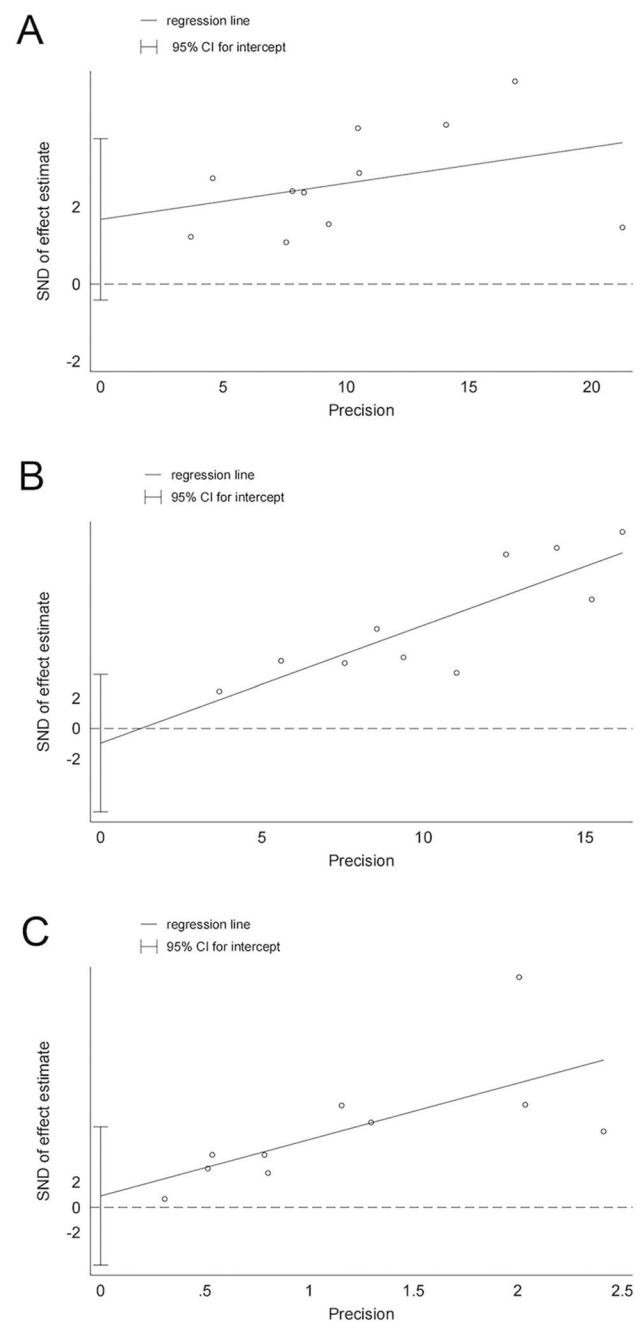 A
regression line
95% CI for intercept
SND of effect estimate
2
0
-2
0 5 10 15 20
Precision
B
regression line
95% CI for intercept
SND of effect estimate
2
0
-2
0 5 10 15
Precision
C
regression line
95% CI for intercept
SND of effect estimate
2
0
-2
0 .5 1 1.5 2 2.5
Precision